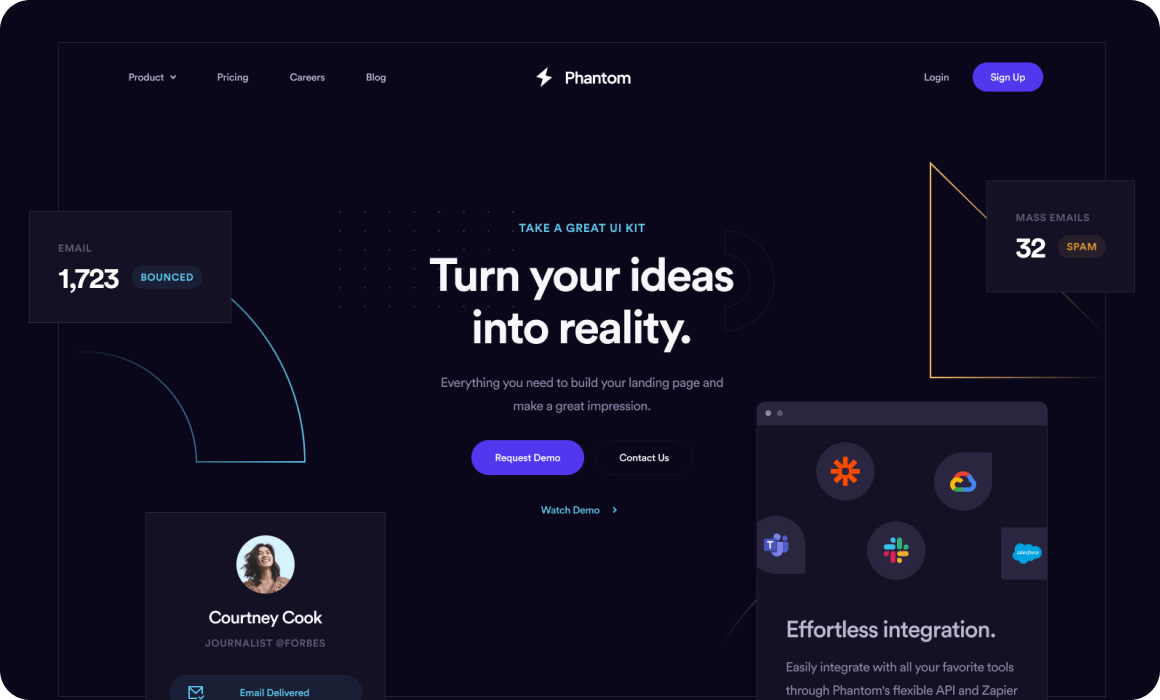 Product
Pricing
Careers
Blog
Phantom
Login
Sign Up
EMAIL
1,723 BOUNCED
MASS EMAILS
32 SPAM
TAKE A GREAT UI KIT
Turn your ideas
into reality.
Everything you need to build your landing page and
make a great impression.
Request Demo
Contact Us
Watch Demo
Courtney Cook
JOURNALIST @FORBES
Email Delivered
T
salesforce
Effortless integration.
Easily integrate with all your favorite tools
through Phantom's flexible API and Zapier